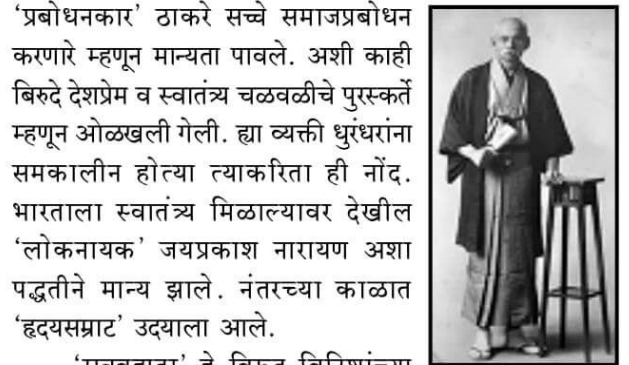 ‘प्रबोधनकार’ ठाकरे सच्चे समाजप्रबोधन
करणारे म्हणून मान्यता पावले. अशी काही
बिरुदे देशप्रेम व स्वातंत्र्य चळवळीचे पुरस्कर्ते
म्हणून ओळखली गेली. ह्या व्यक्ती धुरंधरांना
समकालीन होत्या त्याकरिता ही नोंद.
भारताला स्वातंत्र्य मिळाल्यावर देखील
‘लोकनायक’ जयप्रकाश नारायण अशा
पद्धतीने मान्य झाले. नंतरच्या काळात
‘हृदयसम्राट’ उदयाला आले.